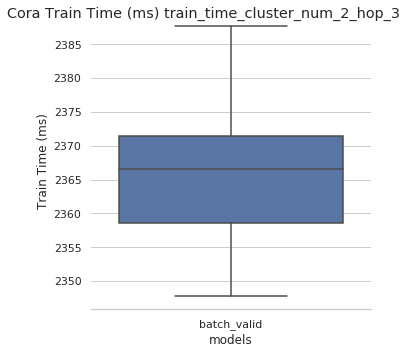 Cora Train Time (ms) train_time_cluster_num_2_hop_3
2385
2380
2375
2370
2365
2360
2355
2350
Train Time (ms)
batch_valid
models